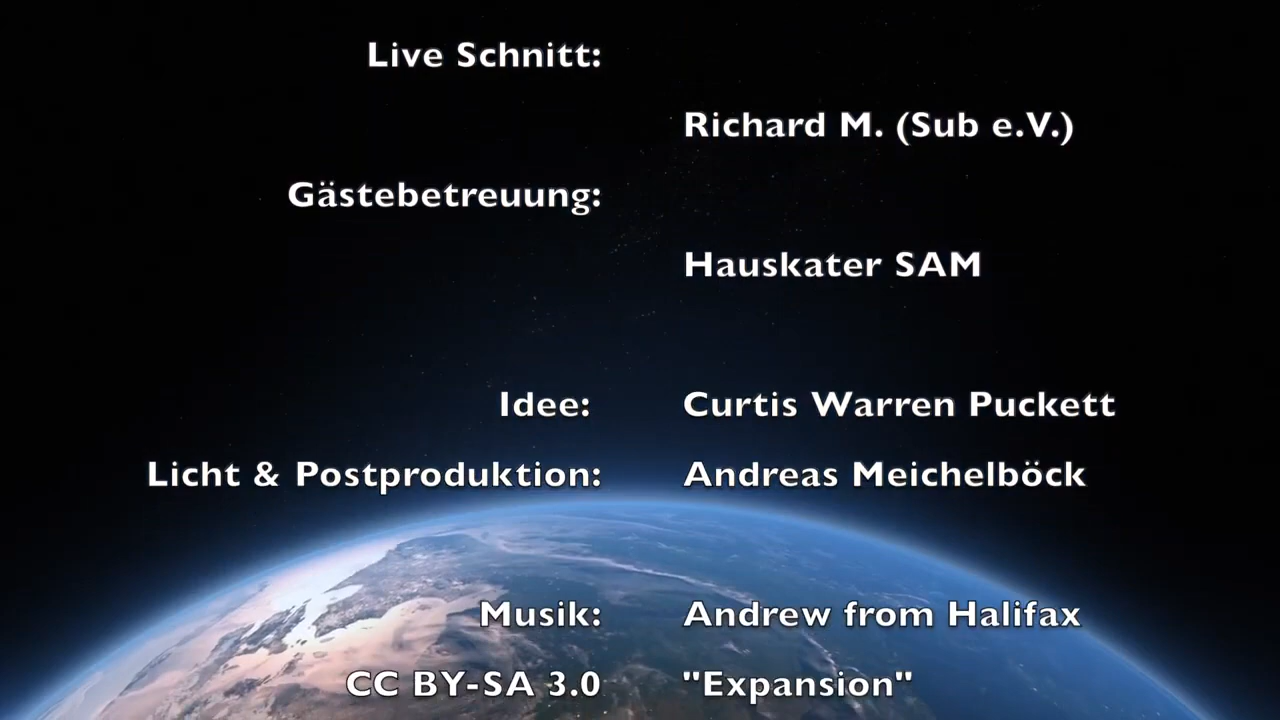 Live Schnitt:
Richard M. (Sub e.V.)
Gästebetreuung:
Hauskater SAM
Idee: Curtis Warren Puckett
Licht & Postproduktion: Andreas Meichelböck
Musik: Andrew from Halifax
CC BY-SA 3.0 "Expansion"